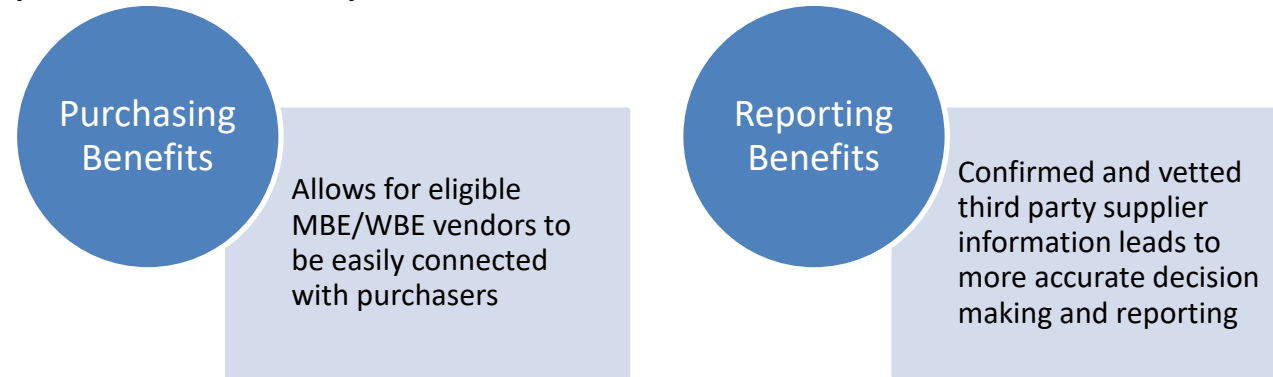 Purchasing
Benefits
Allows for eligible
MBE/WBE vendors to
be easily connected
with purchasers
Reporting
Benefits
Confirmed and vetted
third party supplier
information leads to
more accurate decision
making and reporting